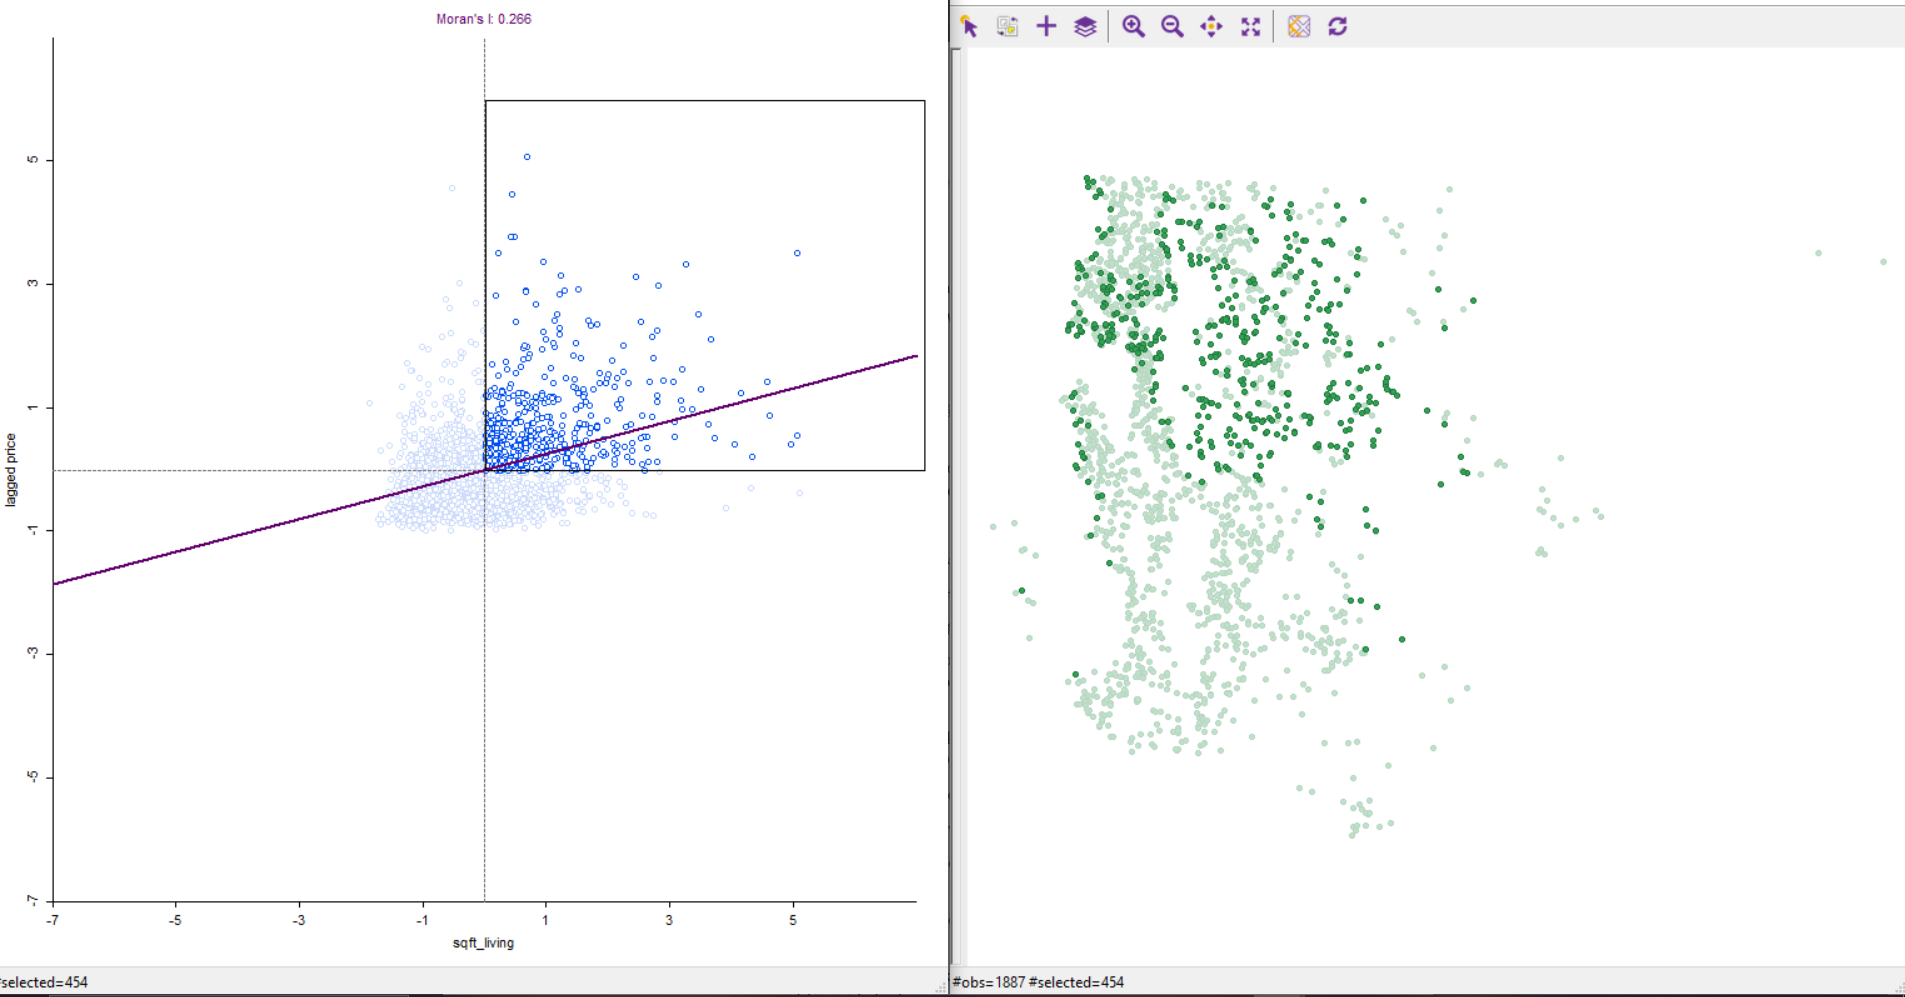 Moran's I: 0.266
5
3
1
-1
-3
-5
-7
lagged price
-7 -5 -3 -1 1 3 5
sqft_living
#selected=454
#obs=1887 #selected=454